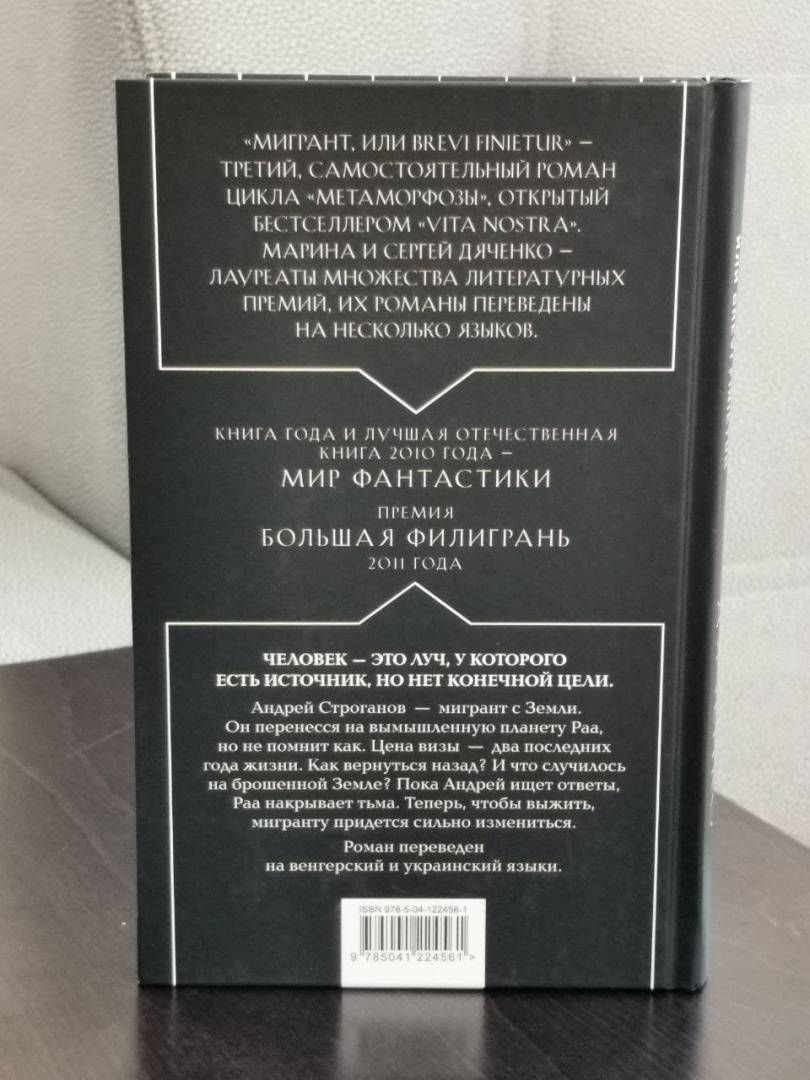 «МИГРАНТ, ИЛИ BREVI FINIETUR» —
ТРЕТИЙ, САМОСТОЯТЕЛЬНЫЙ РОМАН
ЦИКЛА «МЕТАМОРФОЗЫ», ОТКРЫТЫЙ
БЕСТСЕЛЛЕРОМ «VITA NOSTRA».
МАРИНА И СЕРГЕЙ ДЯЧЕНКО —
ЛАУРЕАТЫ МНОЖЕСТВА ЛИТЕРАТУРНЫХ
ПРЕМИЙ, ИХ РОМАНЫ ПЕРЕВЕДЕНЫ
НА НЕСКОЛЬКО ЯЗЫКОВ.
КНИГА ГОДА И ЛУЧШАЯ ОТЕЧЕСТВЕННАЯ
КНИГА 2010 ГОДА —
МИР ФАНТАСТИКИ
ПРЕМИЯ
БОЛЬШАЯ ФИЛИГРАНЬ
2011 ГОДА
ЧЕЛОВЕК — ЭТО ЛУЧ, У КОТОРОГО
ЕСТЬ ИСТОЧНИК, НО НЕТ КОНЕЧНОЙ ЦЕЛИ.
Андрей Строганов — мигрант с Земли.
Он перенесся на вымышленную планету Раа,
но не помнит как. Цена визы — два последних
года жизни. Как вернуться назад? И что случилось
на брошенной Земле? Пока Андрей ищет ответы,
Раа накрывает тьма. Теперь, чтобы выжить,
мигранту придется сильно измениться.
Роман переведен
на венгерский и украинский языки.
ISBN 978-5-04-122456-1
9 785041 224561 >